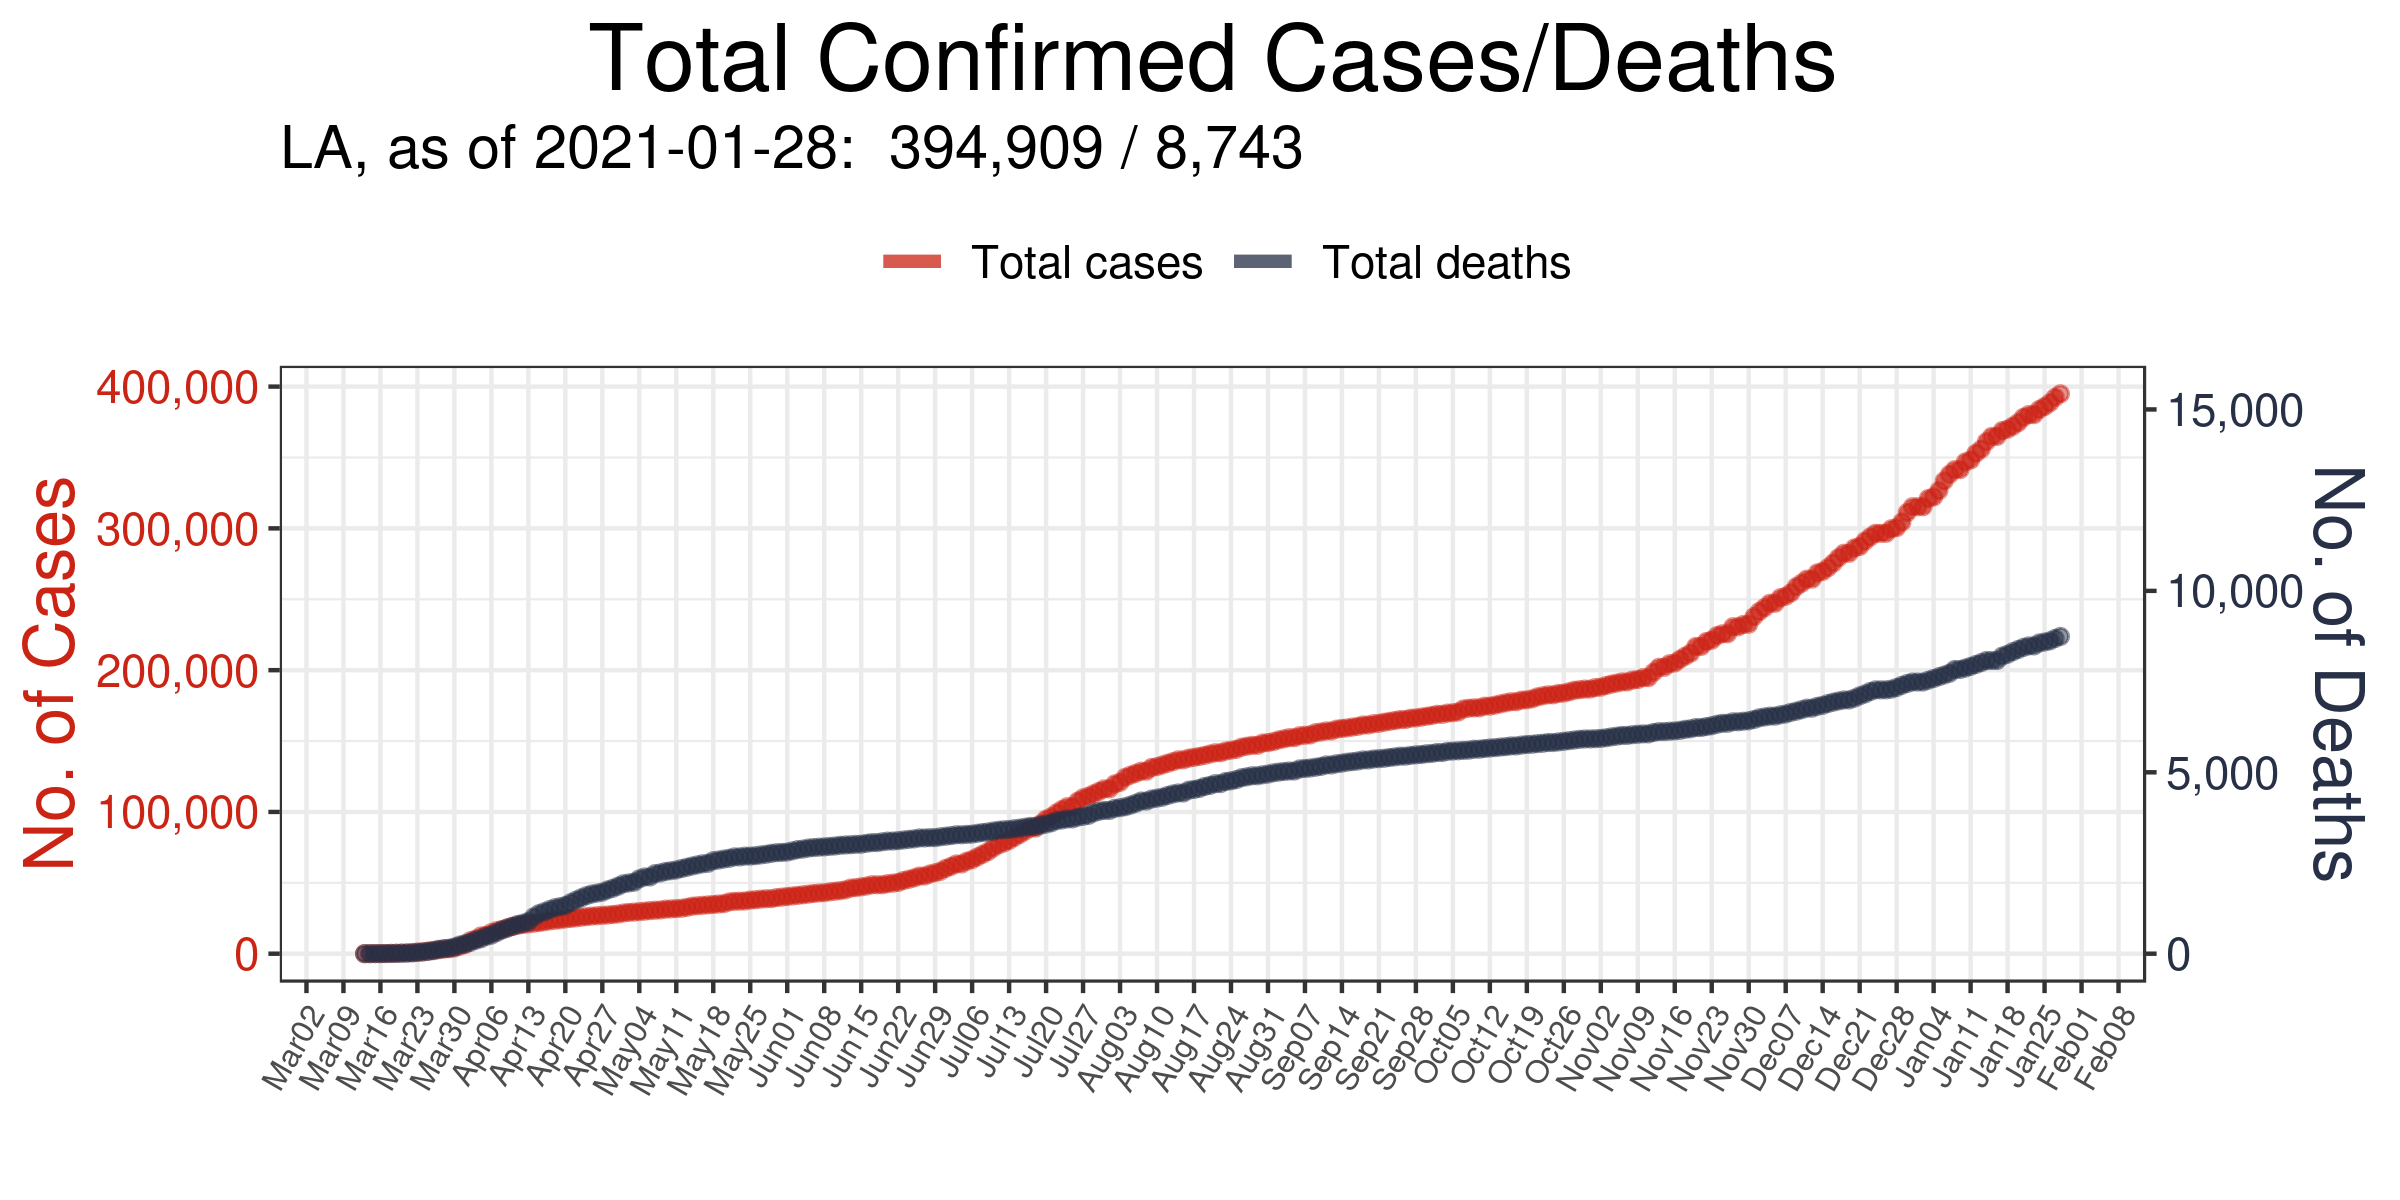 Total Confirmed Cases/Deaths
LA, as of 2021-01-28:  394,909 / 8,743
Total cases
Total deaths
No. of Cases
400,000
300,000
200,000
100,000
0
15,000
10,000
5,000
0
No. of Deaths
Mar02
Mar09
Mar16
Mar23
Mar30
Apr06
Apr13
Apr20
Apr27
May04
May11
May18
May25
Jun01
Jun08
Jun15
Jun22
Jun29
Jul06
Jul13
Jul20
Jul27
Aug03
Aug10
Aug17
Aug24
Aug31
Sep07
Sep14
Sep21
Sep28
Oct05
Oct12
Oct19
Oct26
Nov02
Nov09
Nov16
Nov23
Nov30
Dec07
Dec14
Dec21
Dec28
Jan04
Jan11
Jan18
Jan25
Feb01
Feb08